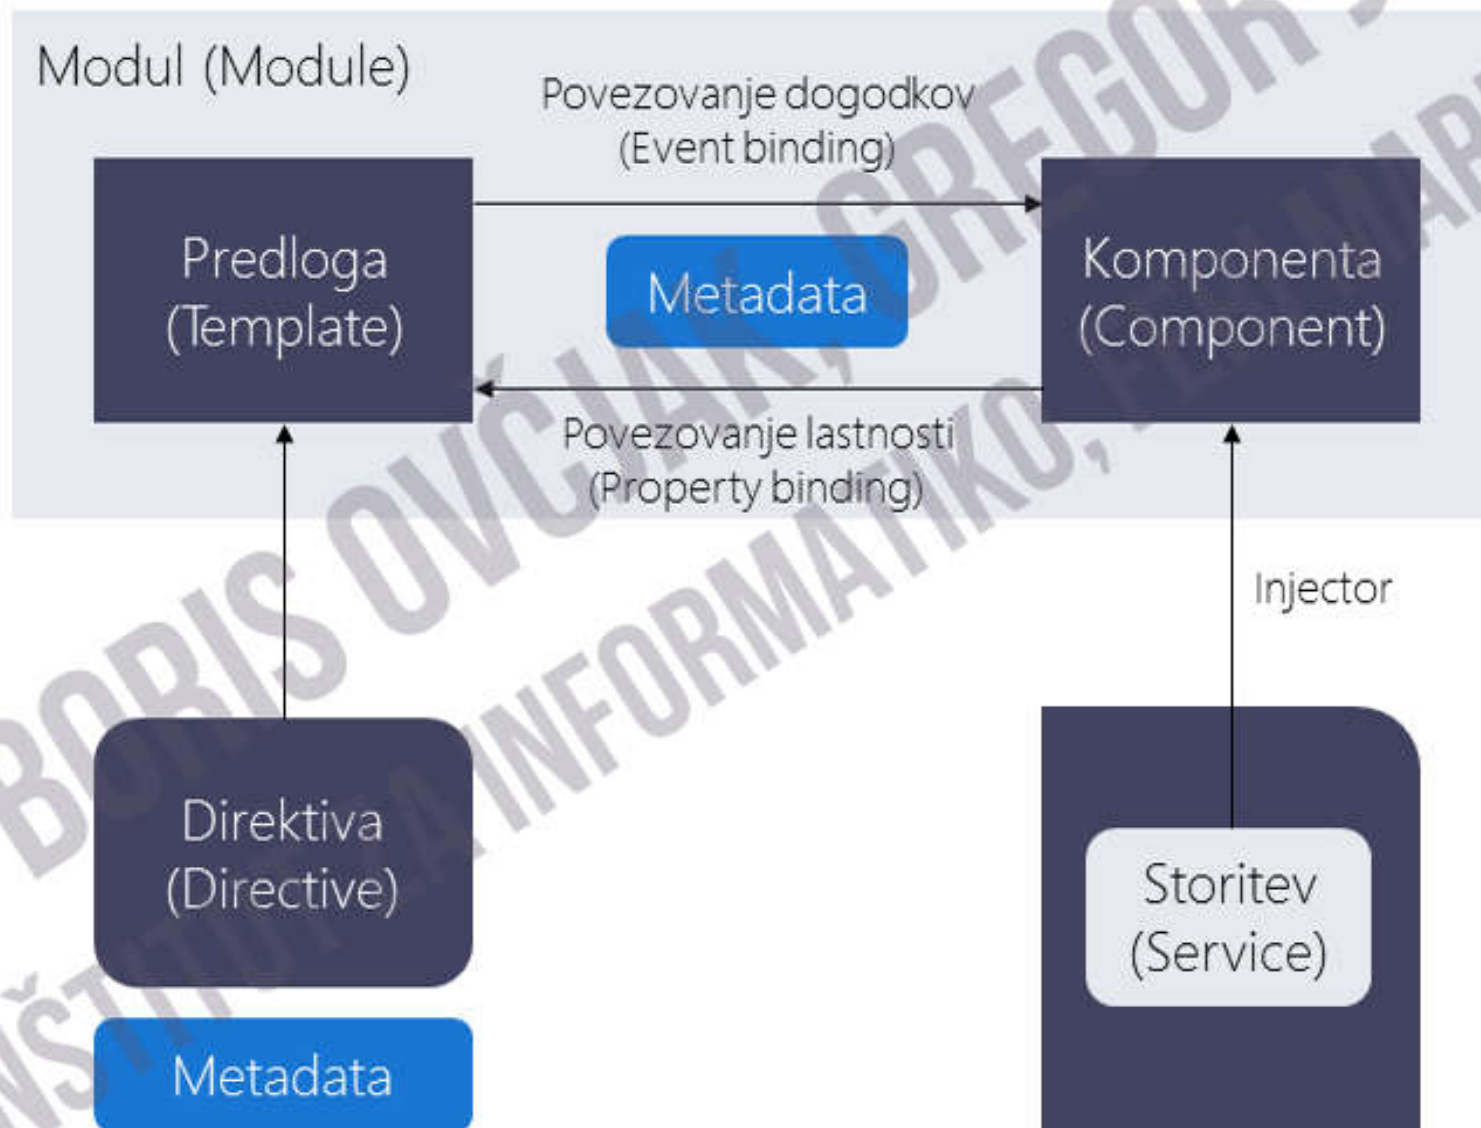 Modul (Module)
Povezovanje dogodkov
(Event binding)
Predloga
(Template)
Metadata
Komponenta
(Component)
Povezovanje lastnosti
(Property binding)
Injector
Direktiva
(Directive)
Storitev
(Service)
Metadata
BORIS OVČJAK, GREGOR
ZA INFORMATIKO,